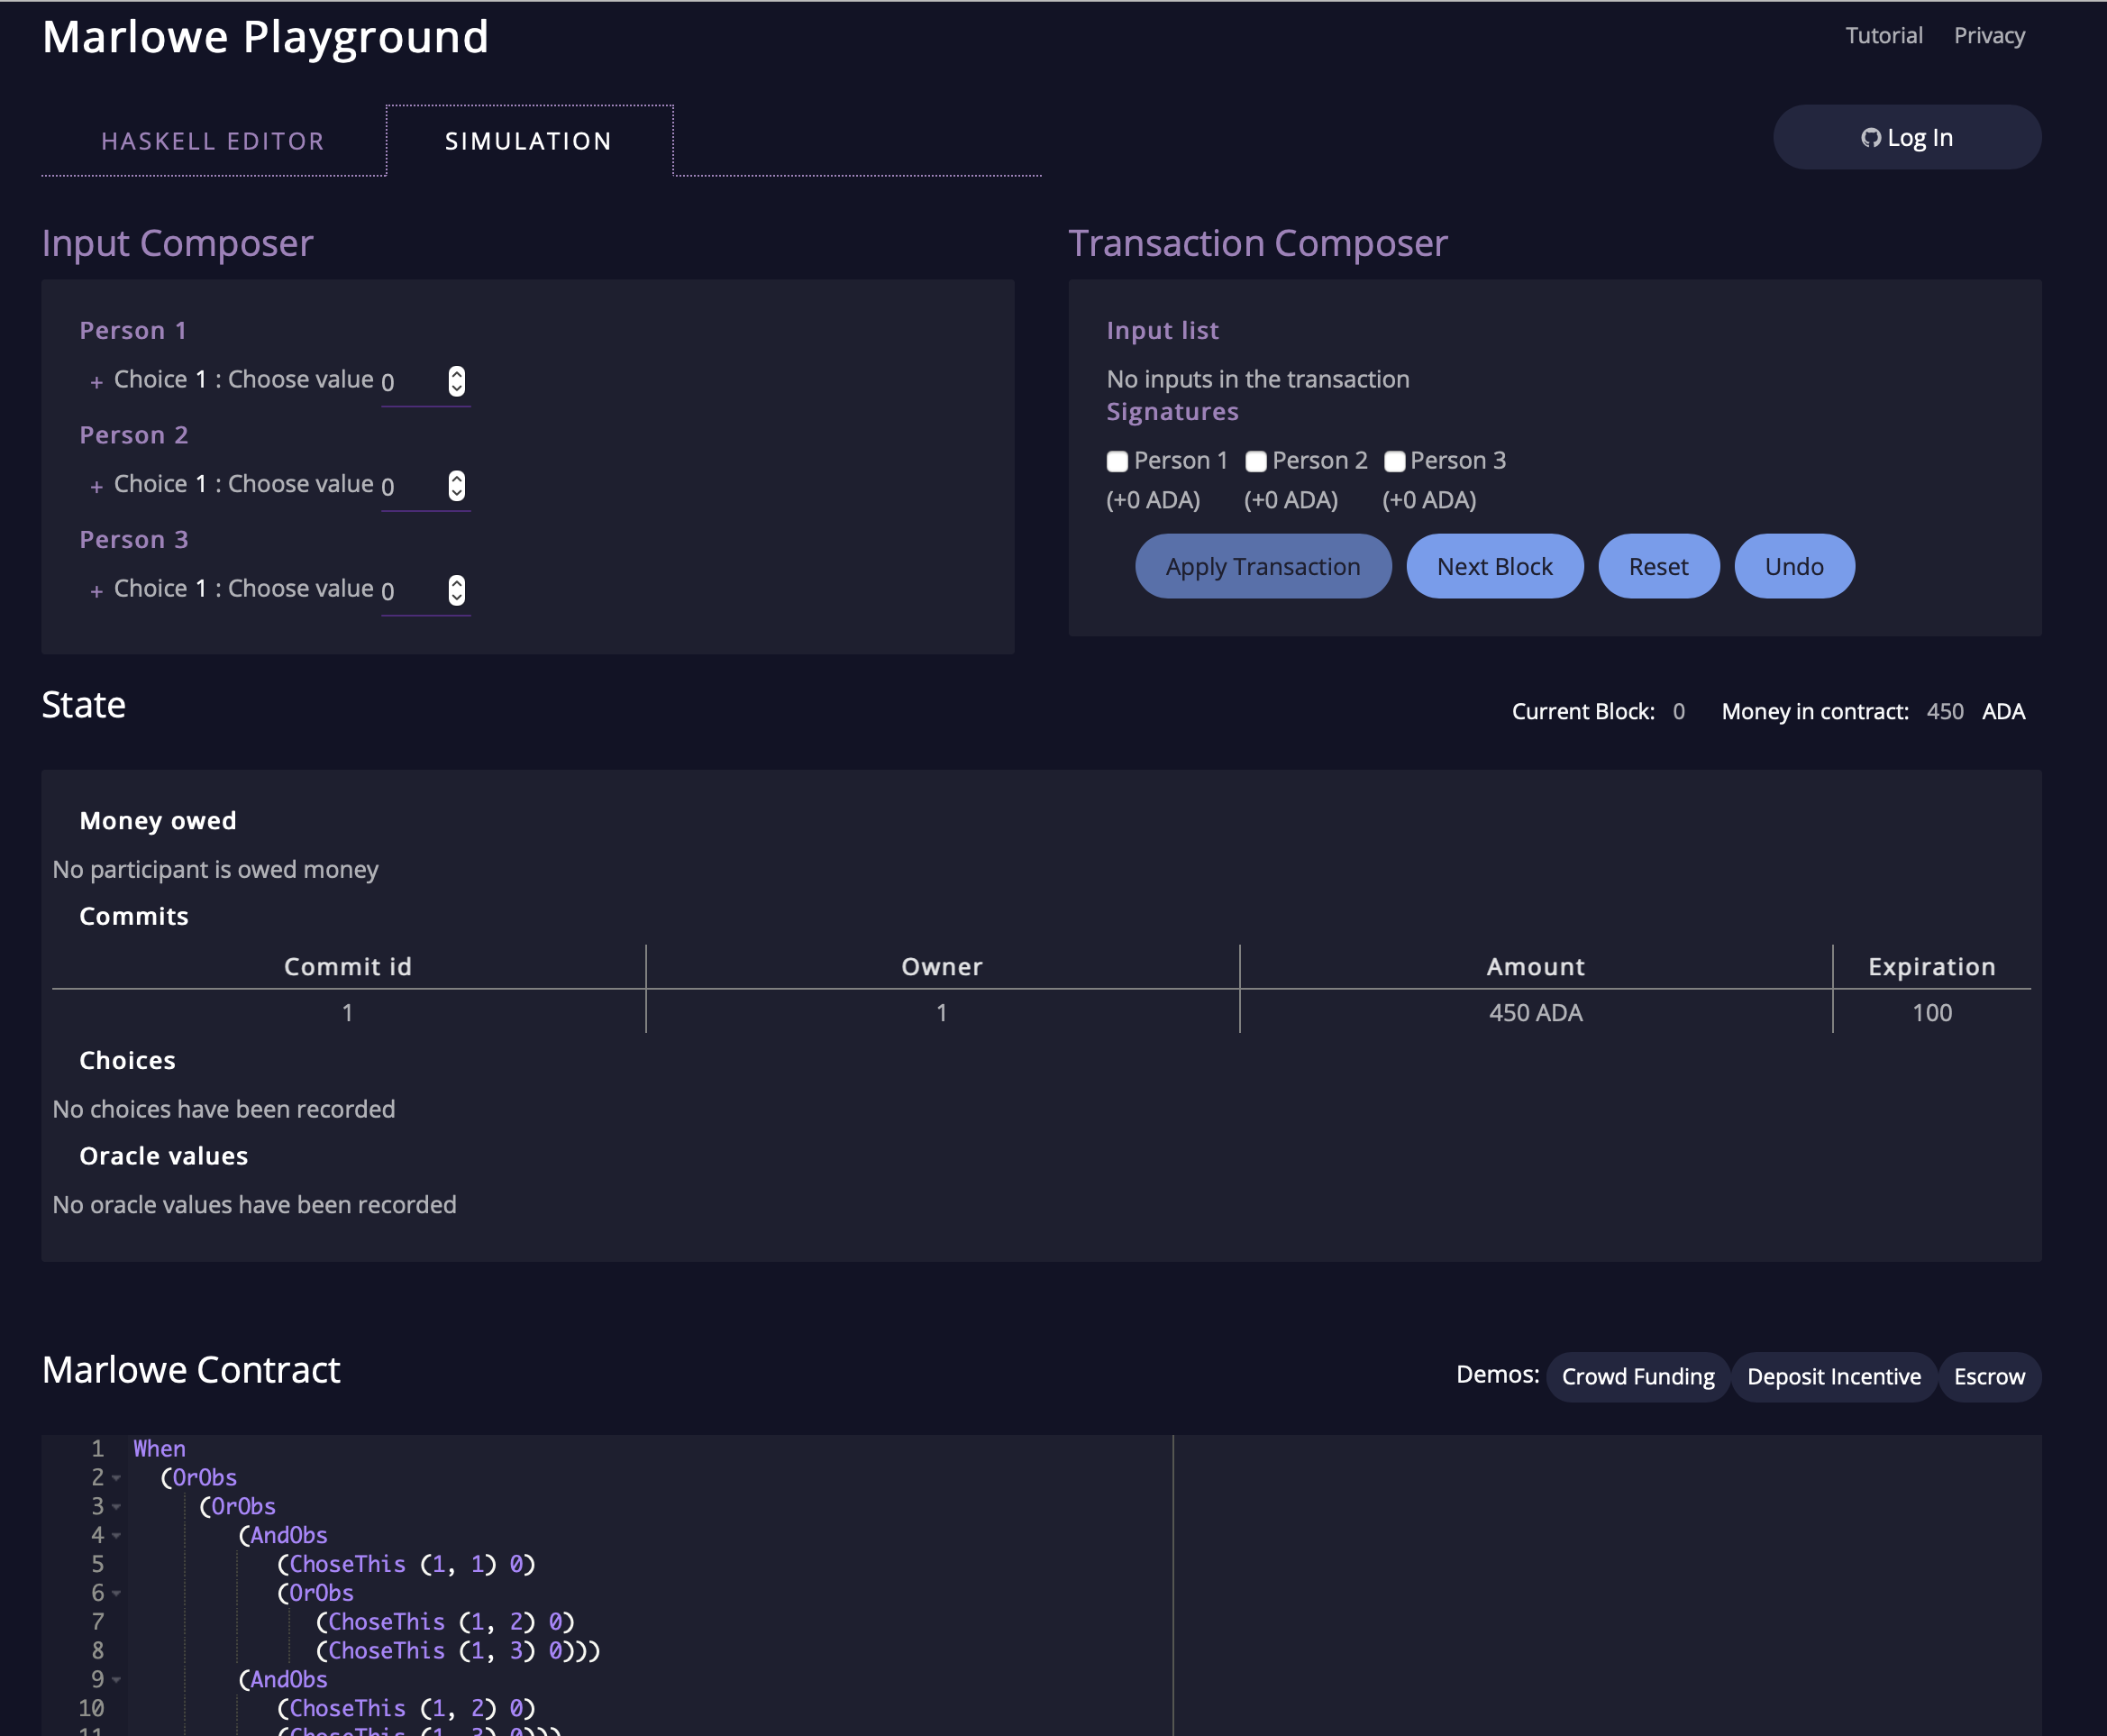 Marlowe Playground
Tutorial Privacy
HASKELL EDITOR SIMULATION
Log In
Input Composer
Person 1
+ Choice 1 : Choose value 0
Person 2
+ Choice 1 : Choose value 0
Person 3
+ Choice 1 : Choose value 0
Transaction Composer
Input list
No inputs in the transaction
Signatures
Person 1 Person 2 Person 3
(+0 ADA) (+0 ADA) (+0 ADA)
Apply Transaction Next Block Reset Undo
State
Current Block: 0 Money in contract: 450 ADA
Money owed
No participant is owed money
Commits
Commit id Owner Amount Expiration
1 1 450 ADA 100
Choices
No choices have been recorded
Oracle values
No oracle values have been recorded
Marlowe Contract
Demos: Crowd Funding Deposit Incentive Escrow
1 When
2 (OrObs
3 (OrObs
4 (AndObs
5 (ChoseThis (1, 1) 0)
6 (OrObs
7 (ChoseThis (1, 2) 0)
8 (ChoseThis (1, 3) 0)))
9 (AndObs
10 (ChoseThis (1, 2) 0)
11 (ChoseThis (1, 3) 0)))